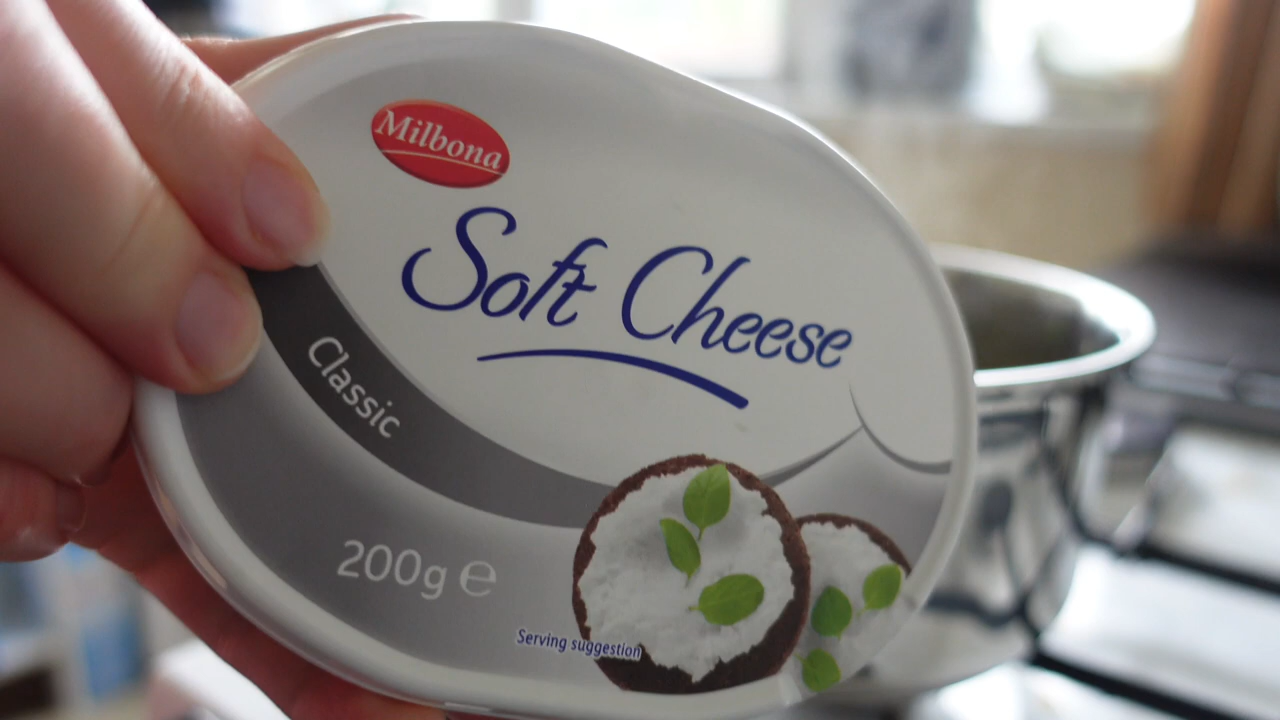 Milbona
Soft Cheese
Classic
200g ℮
Serving suggestion